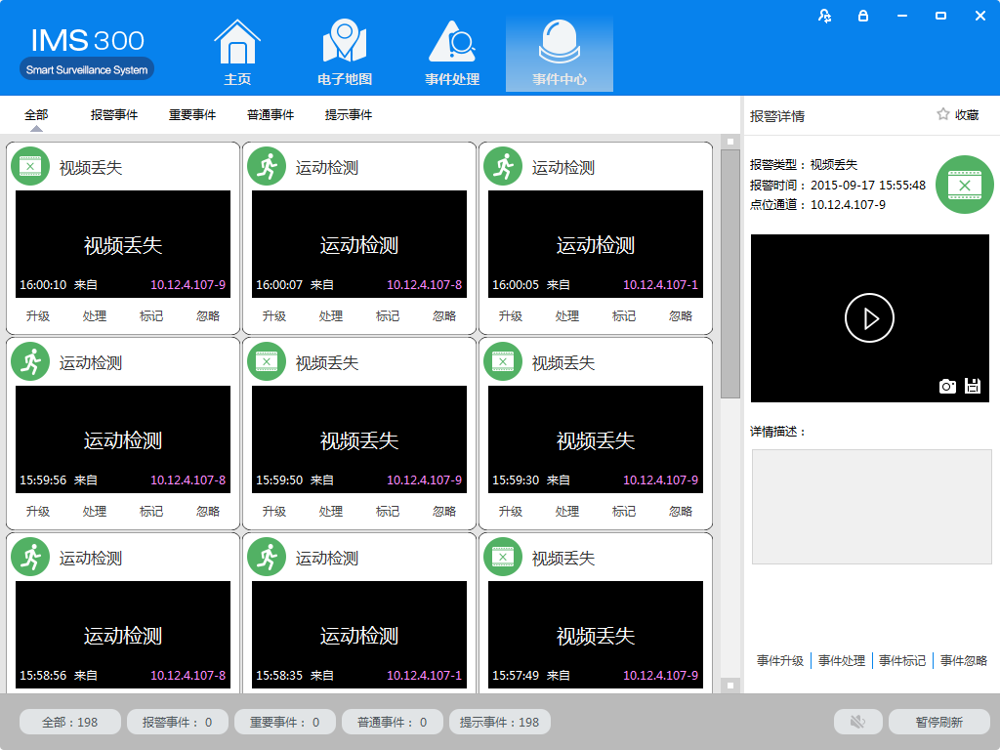 IMS 300
Smart Surveillance System
主页
电子地图
事件处理
事件中心
全部 报警事件 重要事件 普通事件 提示事件
报警详情 收藏
视频丢失
视频丢失
16:00:10 来自 10.12.4.107-9
升级 处理 标记 忽略
运动检测
运动检测
16:00:07 来自 10.12.4.107-8
升级 处理 标记 忽略
运动检测
运动检测
16:00:05 来自 10.12.4.107-1
升级 处理 标记 忽略
运动检测
运动检测
15:59:56 来自 10.12.4.107-8
升级 处理 标记 忽略
视频丢失
视频丢失
15:59:50 来自 10.12.4.107-9
升级 处理 标记 忽略
视频丢失
视频丢失
15:59:30 来自 10.12.4.107-9
升级 处理 标记 忽略
运动检测
运动检测
15:58:56 来自 10.12.4.107-8
运动检测
运动检测
15:58:35 来自 10.12.4.107-1
视频丢失
视频丢失
15:57:49 来自 10.12.4.107-9
报警类型：视频丢失
报警时间：2015-09-17 15:55:48
点位通道：10.12.4.107-9
详情描述：
事件升级 事件处理 事件标记 事件忽略
全部：198 报警事件：0 重要事件：0 普通事件：0 提示事件：198 暂停刷新